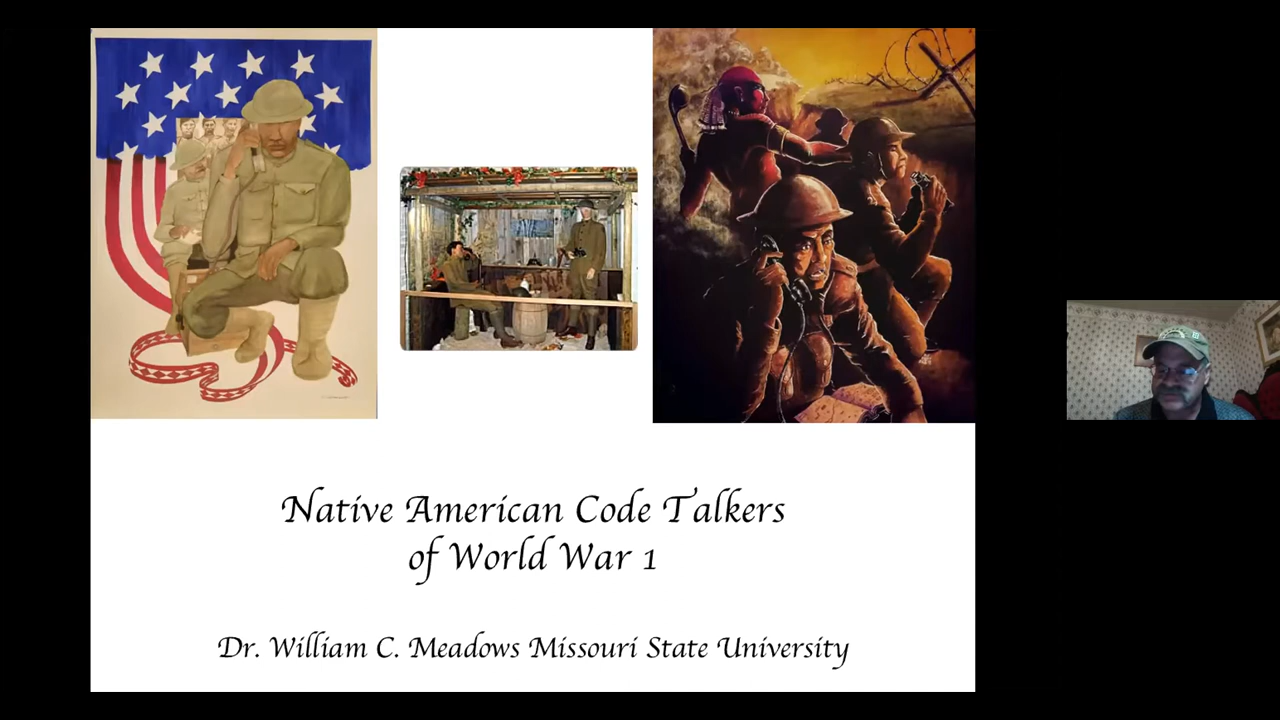 Native American Code Talkers
of World War 1
Dr. William C. Meadows Missouri State University